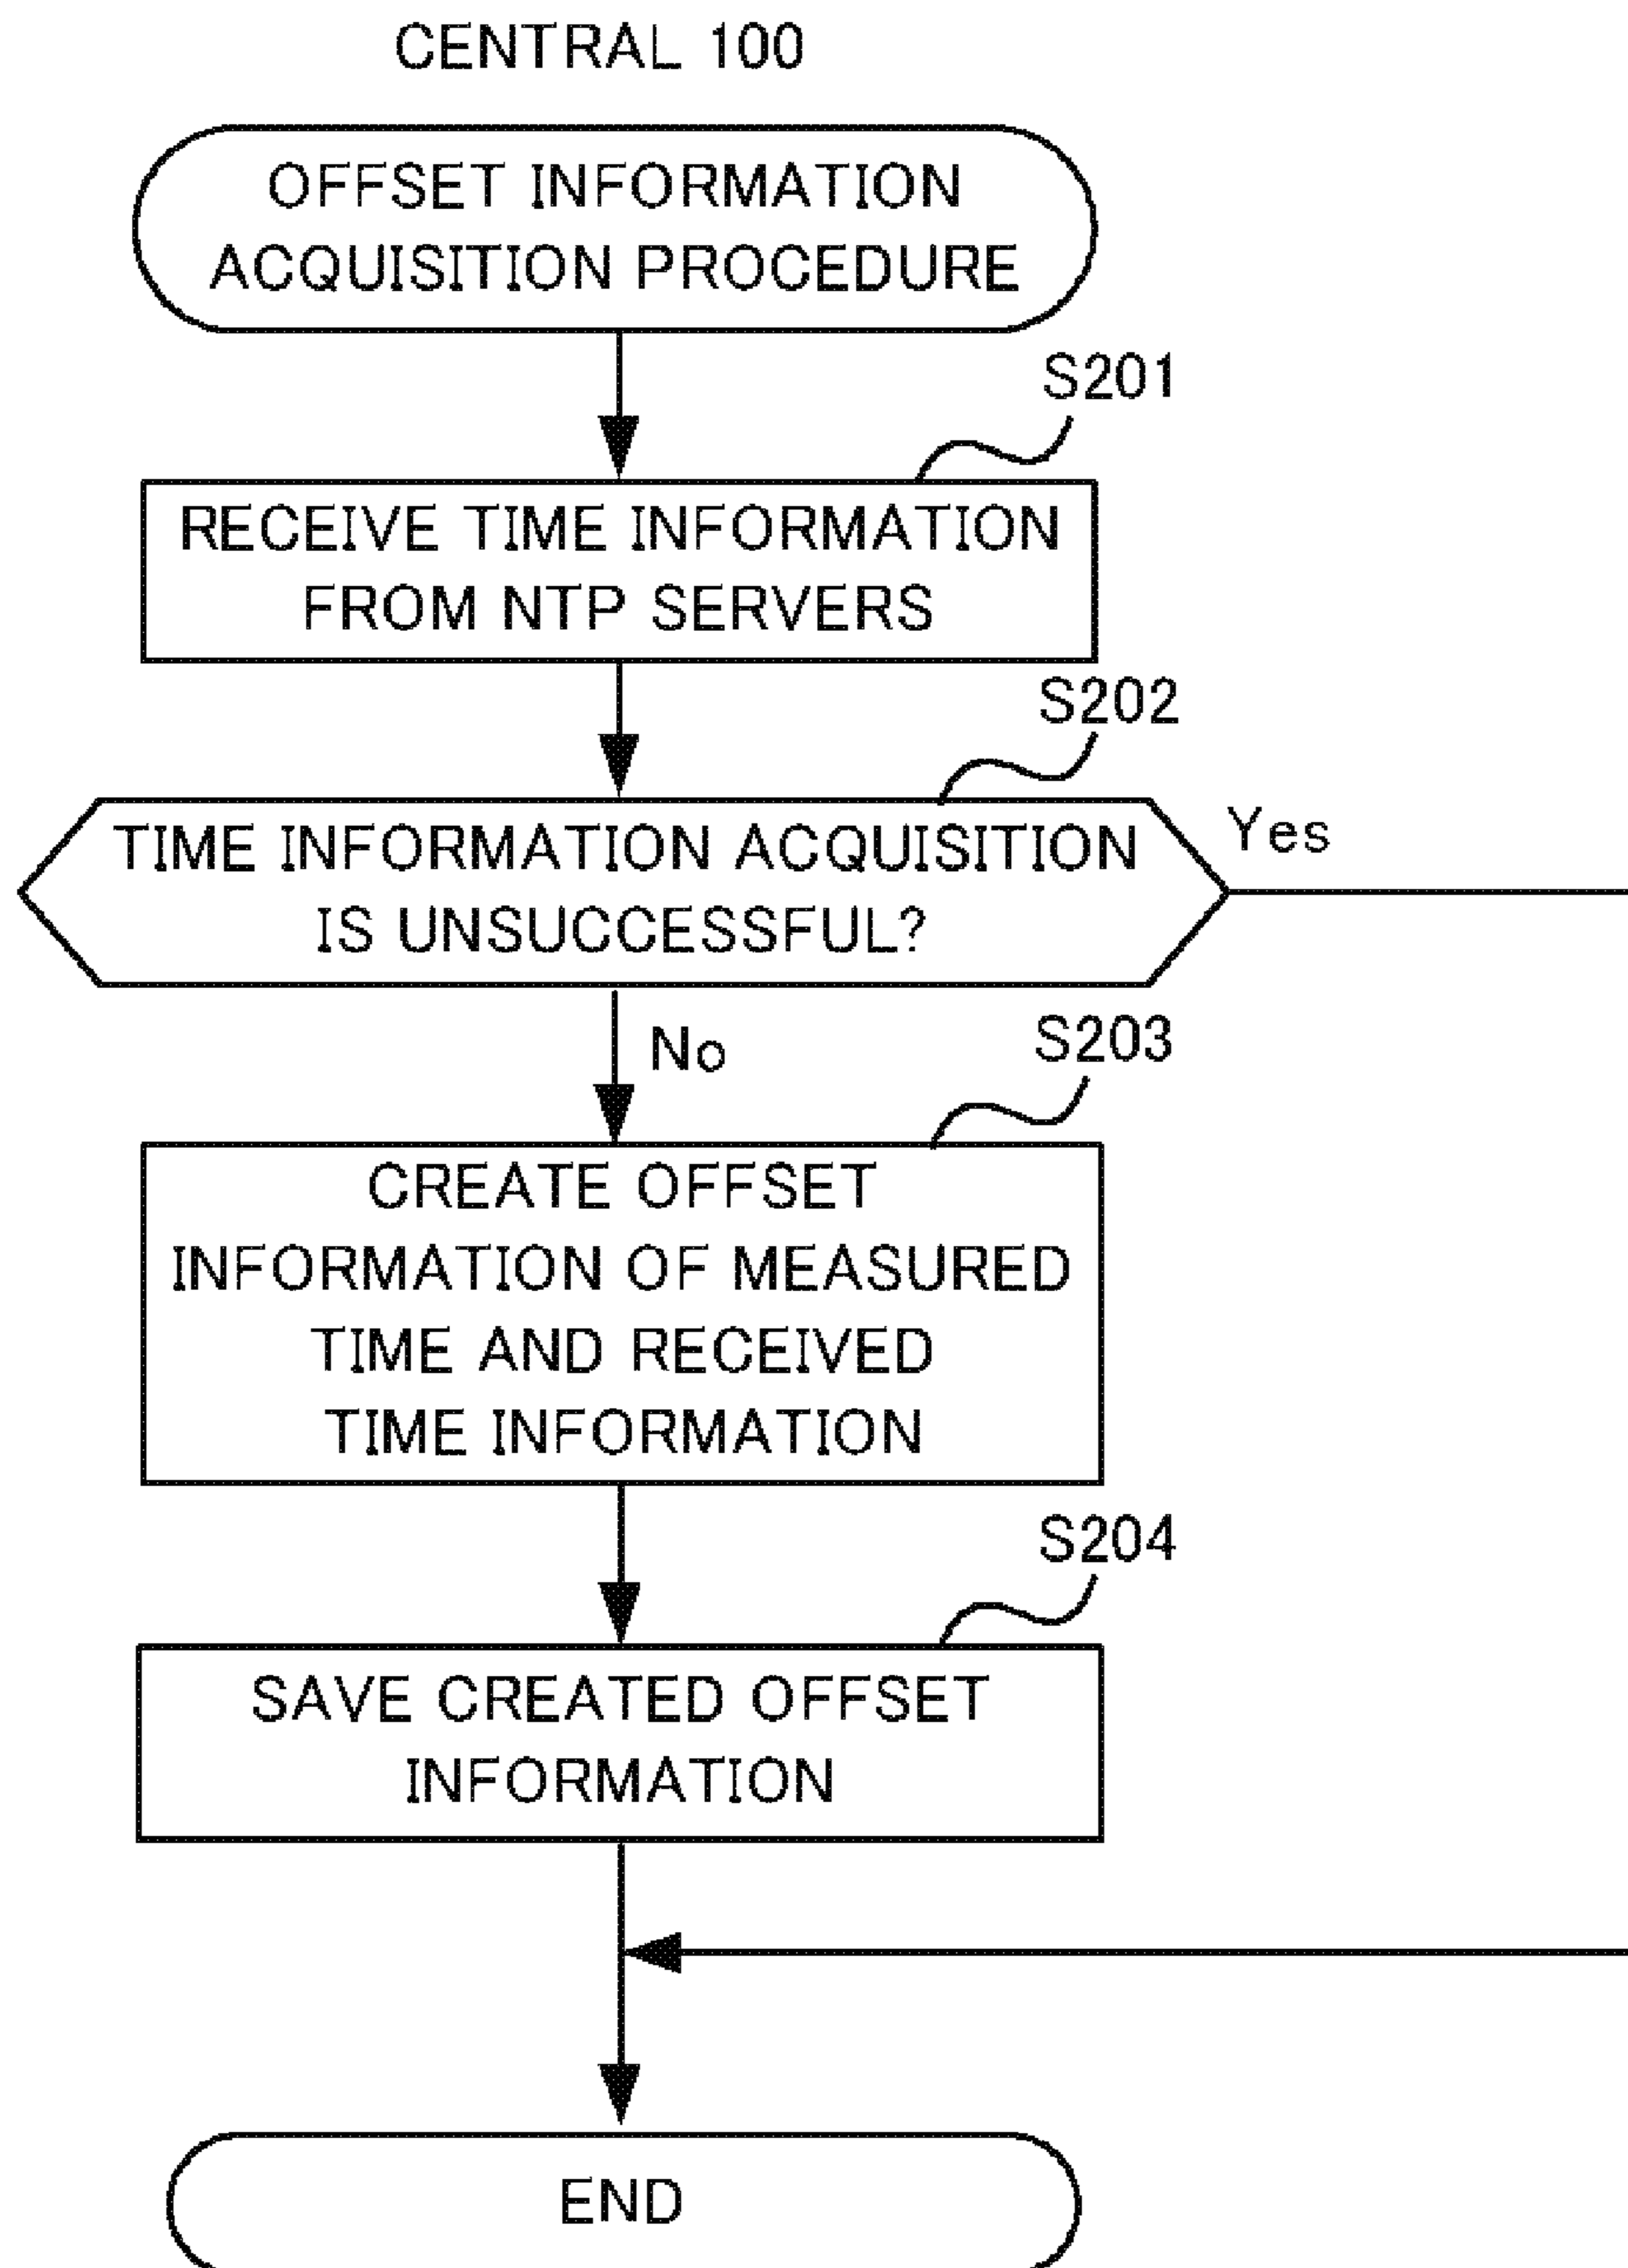 CENTRAL 100
OFFSET INFORMATION
ACQUISITION PROCEDURE
S201
RECEIVE TIME INFORMATION
FROM NTP SERVERS
S202
TIME INFORMATION ACQUISITION
IS UNSUCCESSFUL?
Yes
No
S203
CREATE OFFSET
INFORMATION OF MEASURED
TIME AND RECEIVED
TIME INFORMATION
S204
SAVE CREATED OFFSET
INFORMATION
END